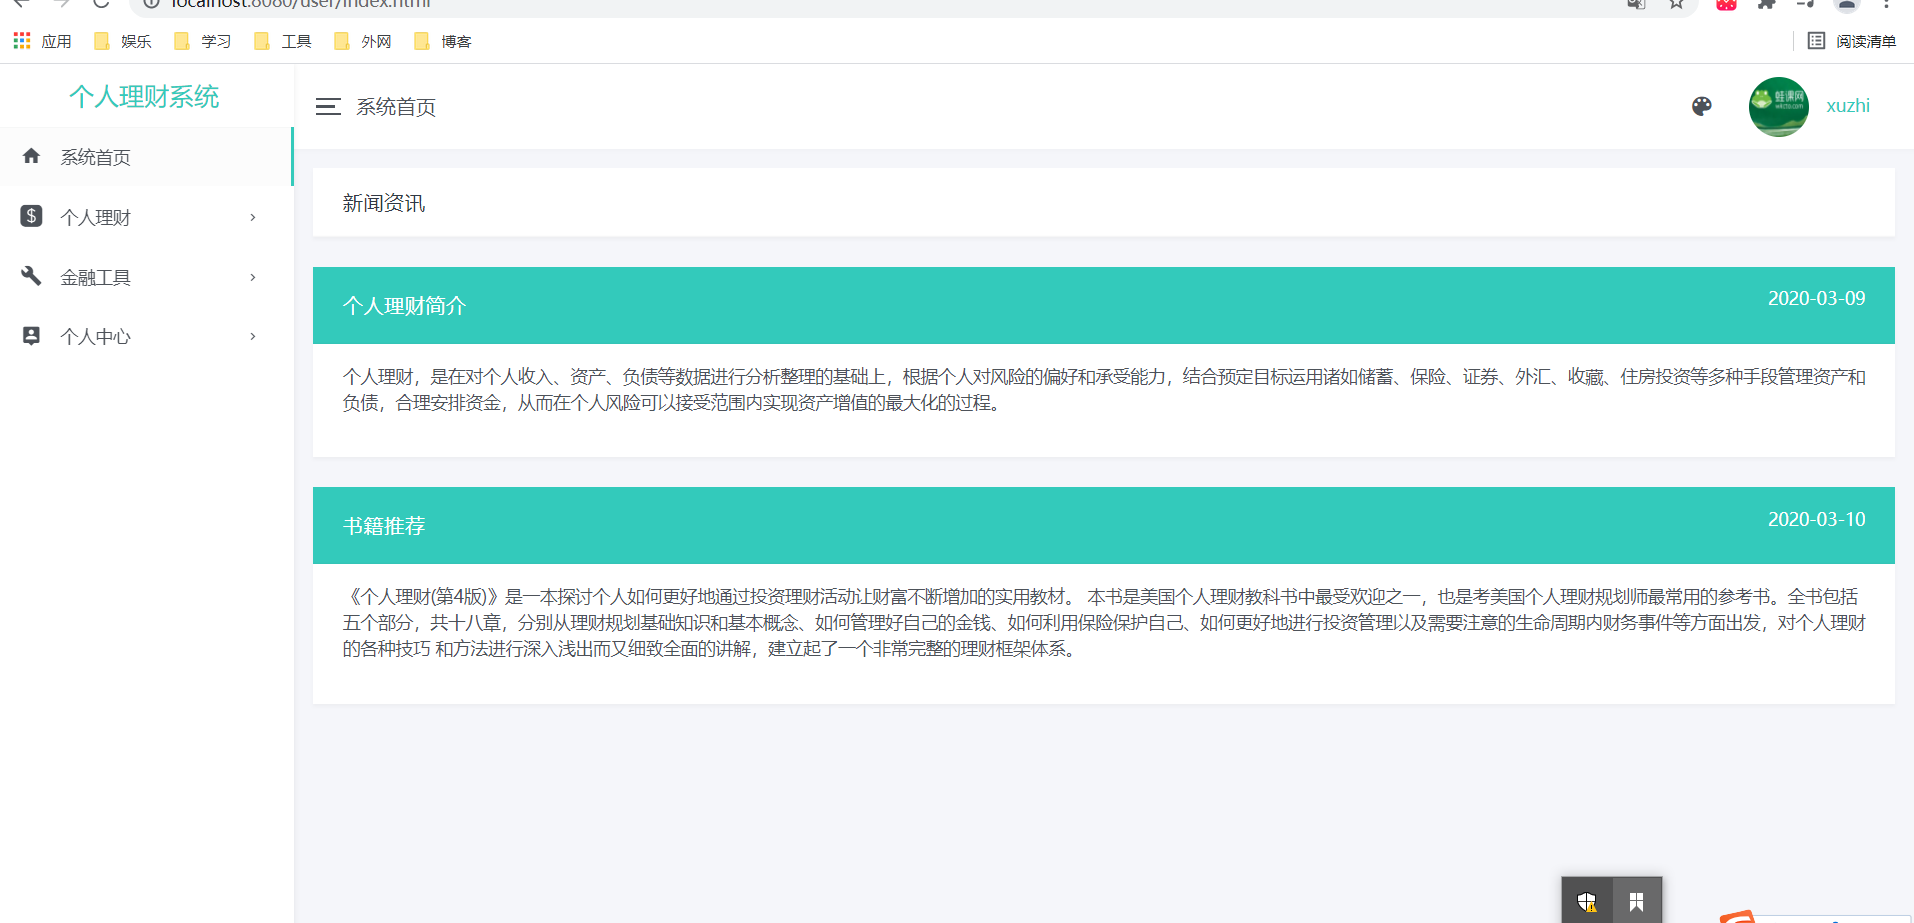 localhost:8080/user/index.html
应用 娱乐 学习 工具 外网 博客 阅读清单
个人理财系统
系统首页
个人理财
金融工具
个人中心
系统首页
蛙课网
xuzhi
新闻资讯
个人理财简介 2020-03-09
个人理财，是在对个人收入、资产、负债等数据进行分析整理的基础上，根据个人对风险的偏好和承受能力，结合预定目标运用诸如储蓄、保险、证券、外汇、收藏、住房投资等多种手段管理资产和
负债，合理安排资金，从而在个人风险可以接受范围内实现资产增值的最大化的过程。
书籍推荐 2020-03-10
《个人理财(第4版)》是一本探讨个人如何更好地通过投资理财活动让财富不断增加的实用教材。 本书是美国个人理财教科书中最受欢迎之一，也是考美国个人理财规划师最常用的参考书。全书包括
五个部分，共十八章，分别从理财规划基础知识和基本概念、如何管理好自己的金钱、如何利用保险保护自己、如何更好地进行投资管理以及需要注意的生命周期内财务事件等方面出发，对个人理财
的各种技巧 和方法进行深入浅出而又细致全面的讲解，建立起了一个非常完整的理财框架体系。